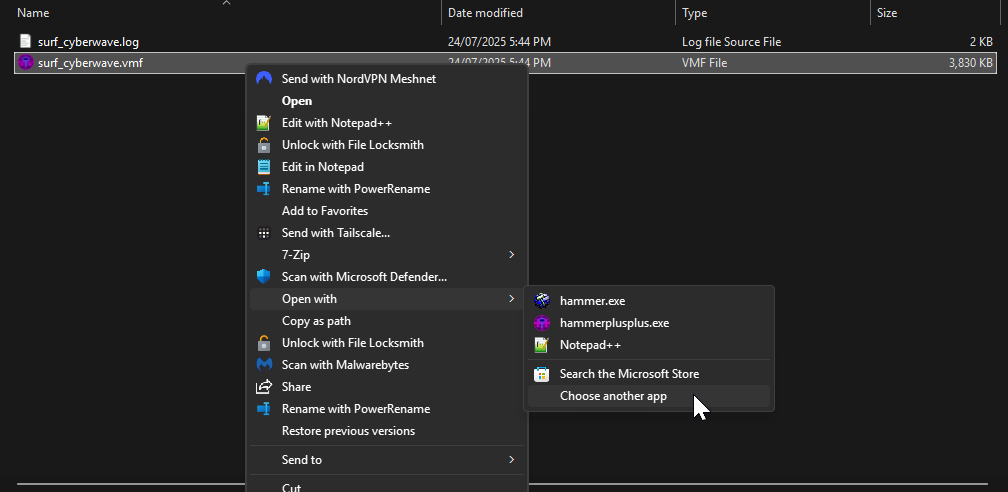 Name Date modified Type Size
surf_cyberwave.log 24/07/2025 5:44 PM Log file Source File 2 KB
surf_cyberwave.vmf 24/07/2025 5:44 PM VMF File 3,830 KB
Send with NordVPN Meshnet
Open
Edit with Notepad++
Unlock with File Locksmith
Edit in Notepad
Rename with PowerRename
Add to Favorites
Send with Tailscale...
7-Zip
Scan with Microsoft Defender...
Open with
hammer.exe
Copy as path
hammerplusplus.exe
Unlock with File Locksmith
Notepad++
Scan with Malwarebytes
Search the Microsoft Store
Share
Choose another app
Rename with PowerRename
Restore previous versions
Send to
Cut